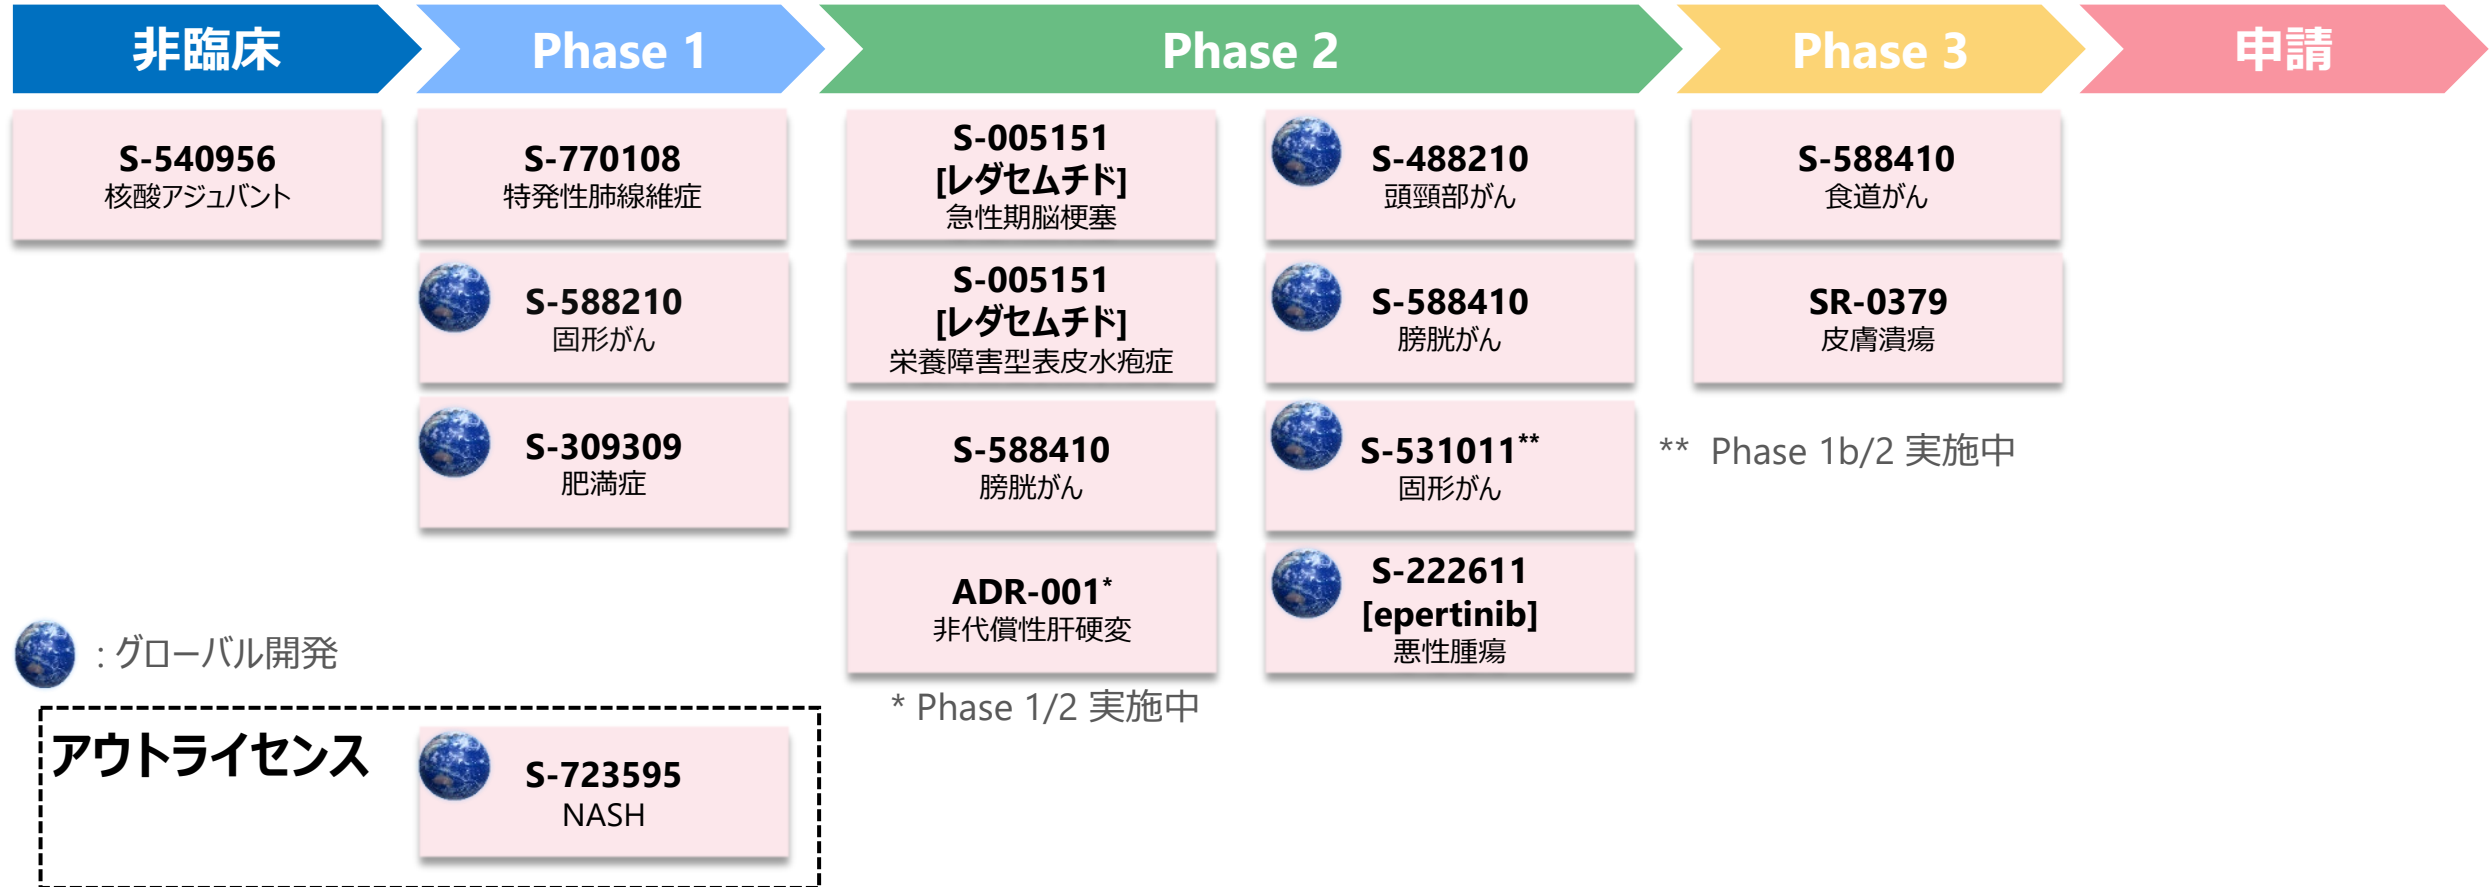 非臨床
Phase 1
Phase 2
Phase 3
申請
S-540956
核酸アジュバント
S-770108
特発性肺線維症
S-588210
固形がん
S-309309
肥満症
S-005151
[レダセムチド]
急性期脳梗塞
S-005151
[レダセムチド]
栄養障害型表皮水疱症
S-588410
膀胱がん
ADR-001*
非代償性肝硬変
* Phase 1/2 実施中
S-488210
頭頸部がん
S-588410
膀胱がん
S-531011**
固形がん
S-222611
[epertinib]
悪性腫瘍
S-588410
食道がん
SR-0379
皮膚潰瘍
** Phase 1b/2 実施中
: グローバル開発
アウトライセンス
S-723595
NASH